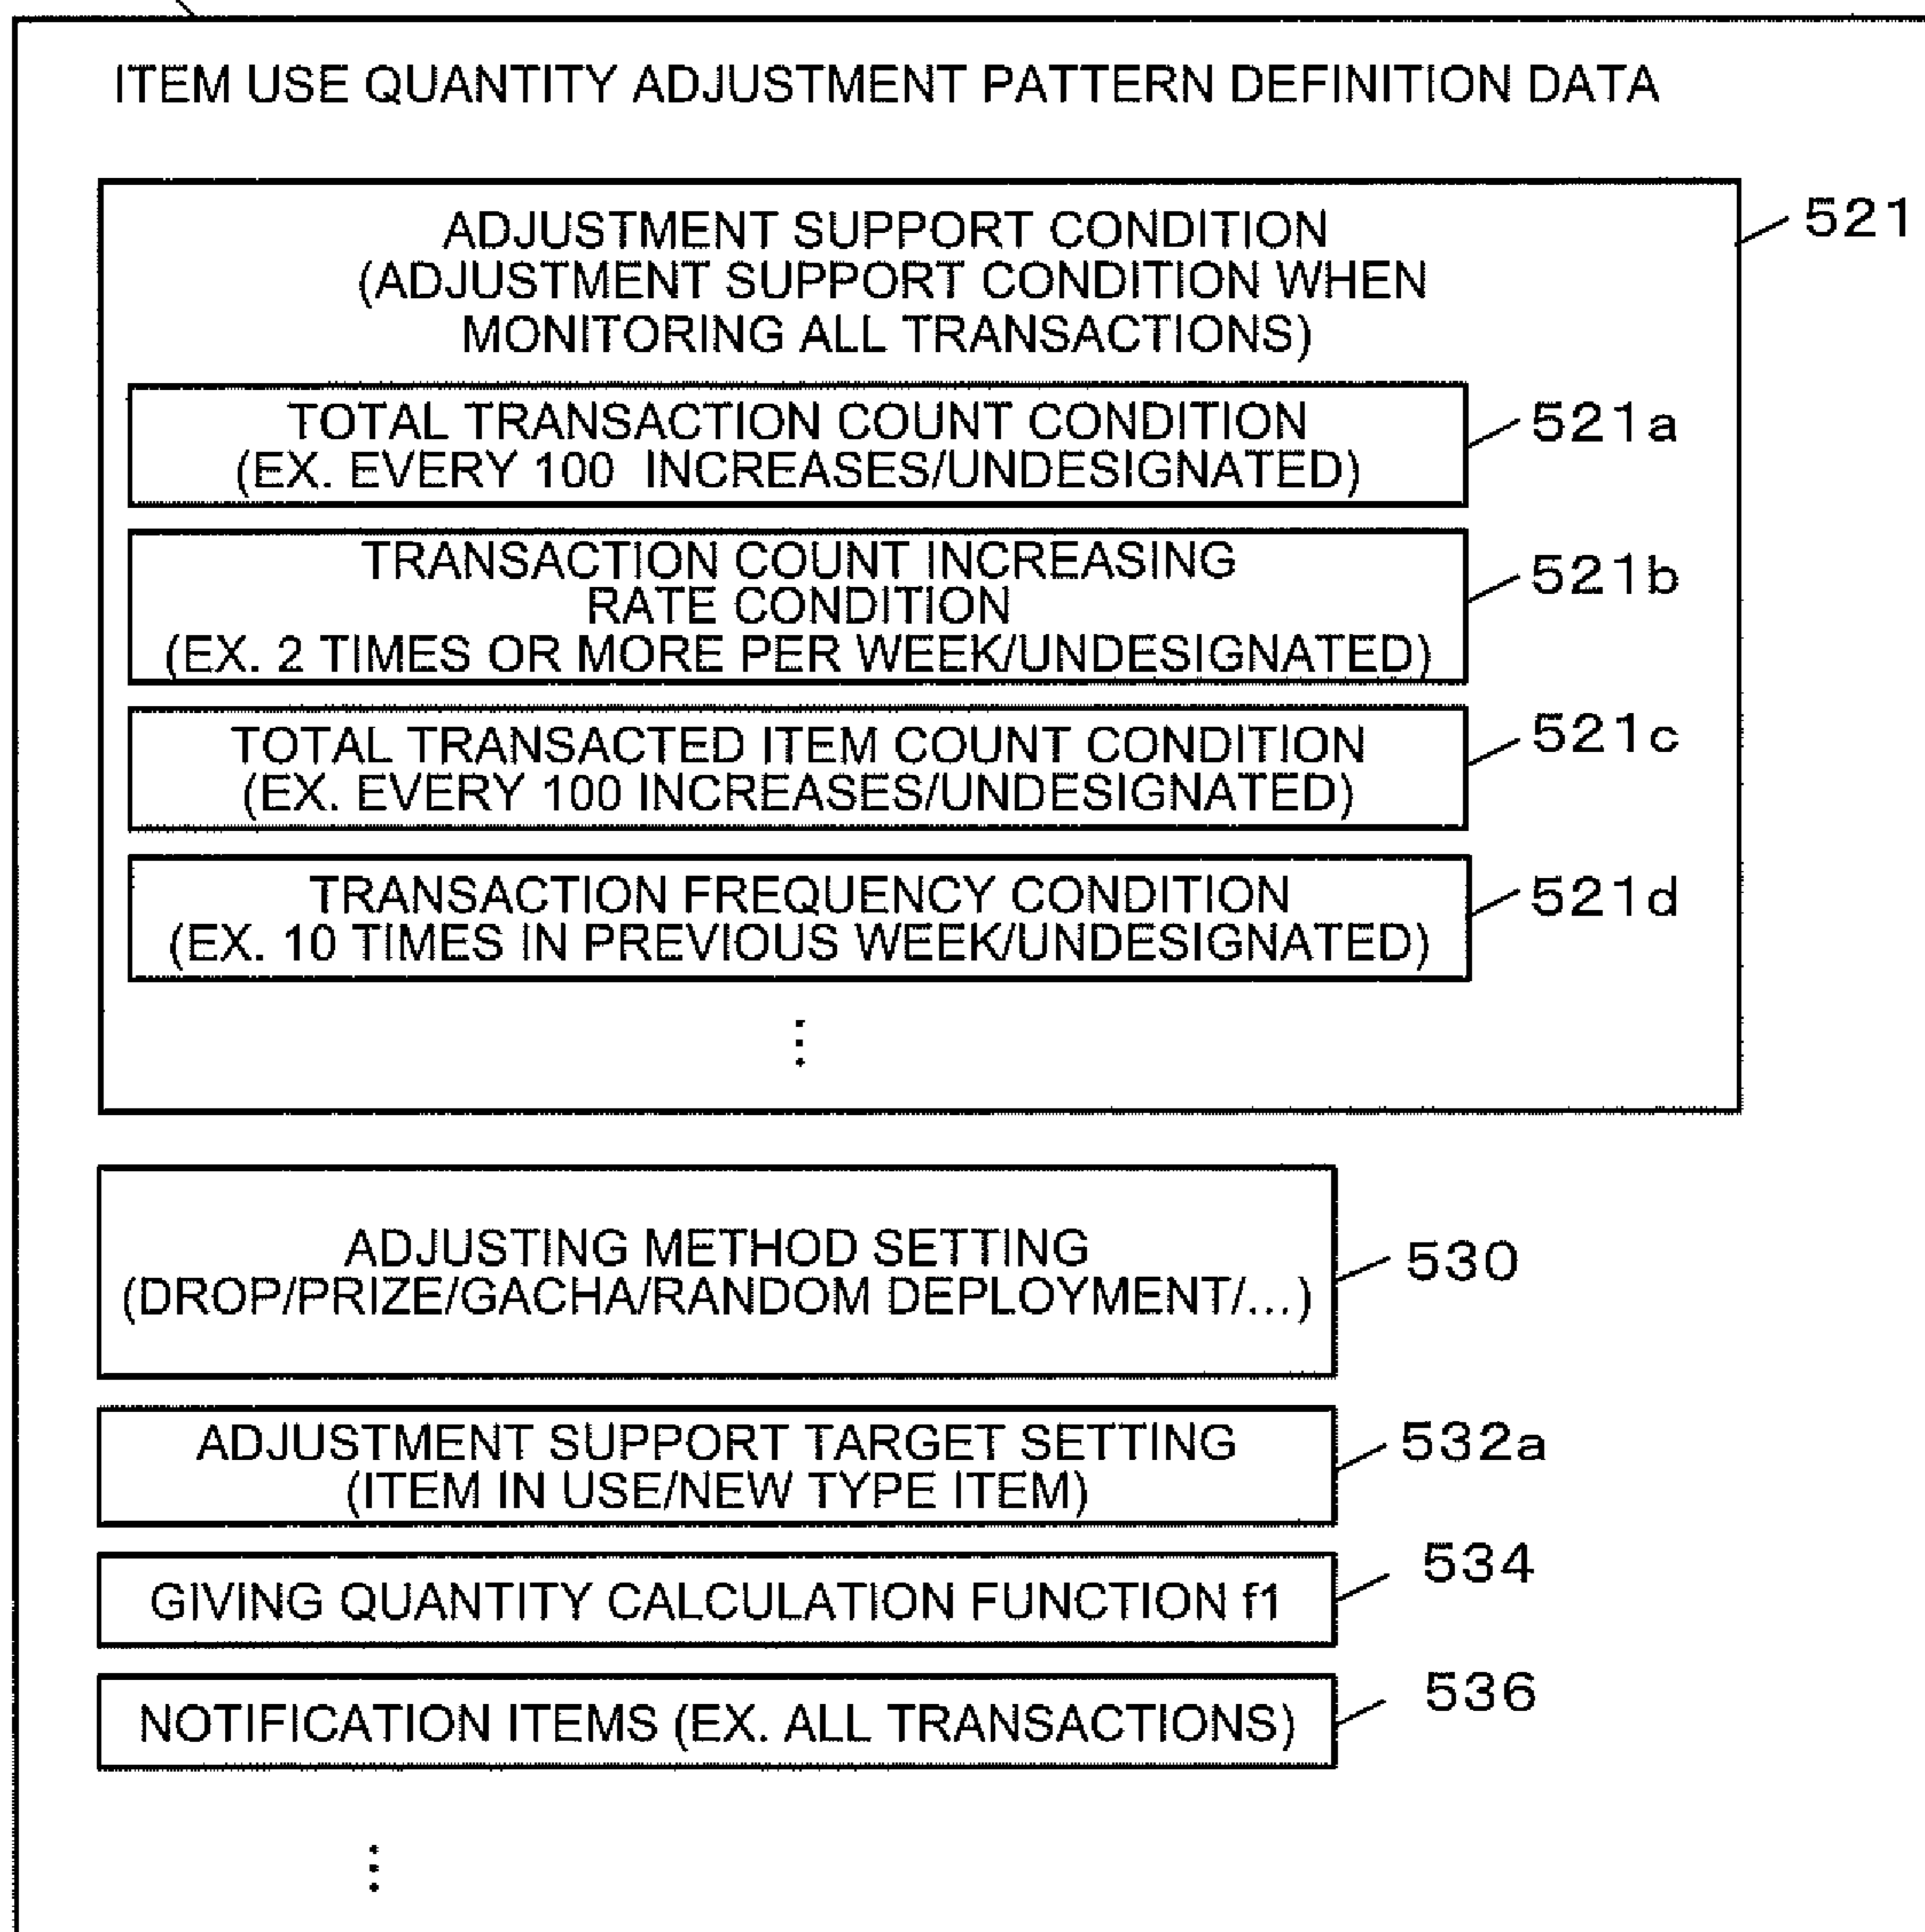 ITEM USE QUANTITY ADJUSTMENT PATTERN DEFINITION DATA
ADJUSTMENT SUPPORT CONDITION
(ADJUSTMENT SUPPORT CONDITION WHEN
MONITORING ALL TRANSACTIONS)
521
TOTAL TRANSACTION COUNT CONDITION
(EX. EVERY 100 INCREASES/UNDESIGNATED)
521a
TRANSACTION COUNT INCREASING
RATE CONDITION
(EX. 2 TIMES OR MORE PER WEEK/UNDESIGNATED)
521b
TOTAL TRANSACTED ITEM COUNT CONDITION
(EX. EVERY 100 INCREASES/UNDESIGNATED)
521c
TRANSACTION FREQUENCY CONDITION
(EX. 10 TIMES IN PREVIOUS WEEK/UNDESIGNATED)
521d
⋮
ADJUSTING METHOD SETTING
(DROP/PRIZE/GACHA/RANDOM DEPLOYMENT/...)
530
ADJUSTMENT SUPPORT TARGET SETTING
(ITEM IN USE/NEW TYPE ITEM)
532a
GIVING QUANTITY CALCULATION FUNCTION f1
534
NOTIFICATION ITEMS (EX. ALL TRANSACTIONS)
536
⋮